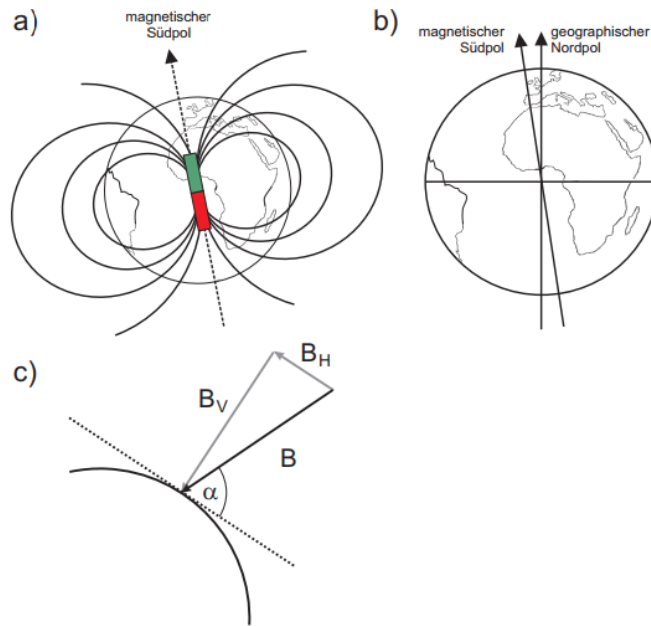 a)
magnetischer
Südpol
b)
magnetischer
Südpol
geographischer
Nordpol
c)
B_H
B_V
B
α